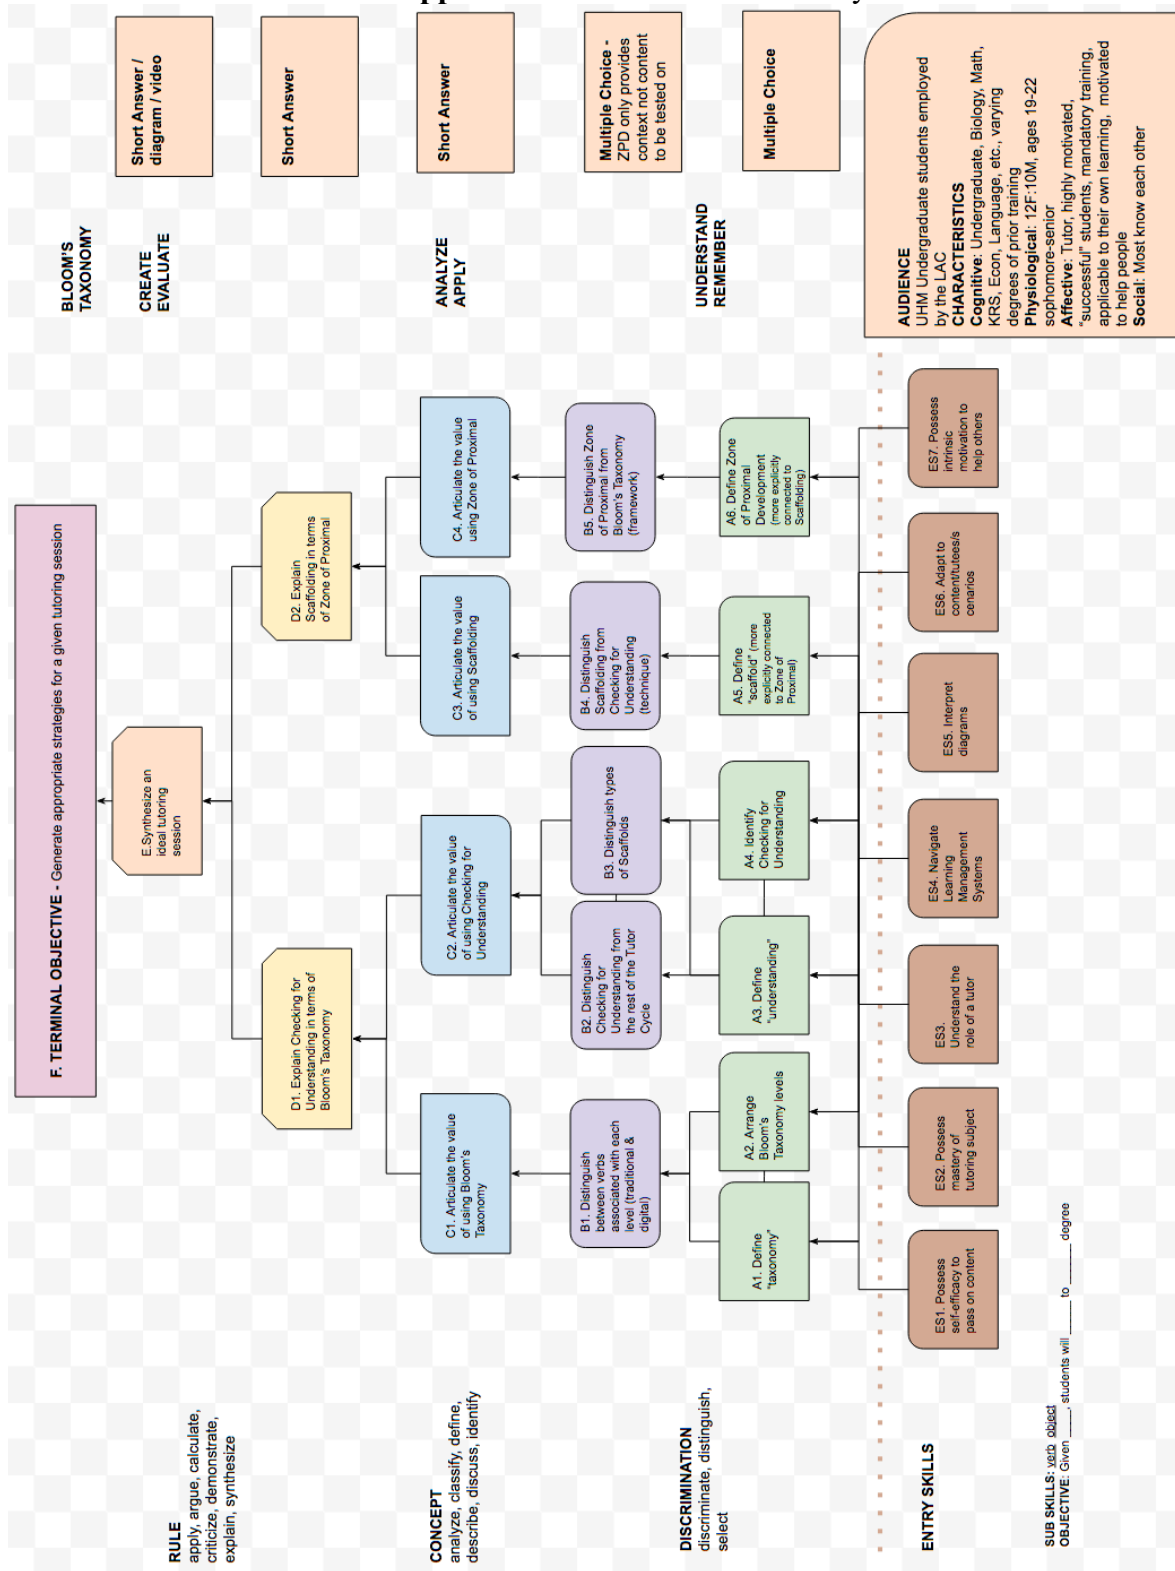 F. TERMINAL OBJECTIVE - Generate appropriate strategies for a given tutoring session
BLOOM'S
TAXONOMY
RULE
apply, argue, calculate,
criticize, demonstrate,
explain, synthesize
E.Synthesize an
ideal tutoring
session
CREATE
EVALUATE
Short Answer /
diagram / video
D1. Explain Checking for
Understanding in terms of
Bloom's Taxonomy
D2. Explain
Scaffolding in terms
of Zone of Proximal
Short Answer
CONCEPT
analyze, classify, define,
describe, discuss, identify
C1. Articulate the value
of using Bloom's
Taxonomy
C2. Articulate the value
of using Checking for
Understanding
C3. Articulate the value
of using Scaffolding
C4. Articulate the value
using Zone of Proximal
ANALYZE
APPLY
Short Answer
B1. Distinguish
between verbs
associated with each
level (traditional &
digital)
B2. Distinguish
Checking for
Understanding from
the rest of the Tutor
Cycle
B3. Distinguish types
of Scaffolds
B4. Distinguish
Scaffolding from
Checking for
Understanding
(technique)
B5. Distinguish Zone
of Proximal from
Bloom's Taxonomy
(framework)
Multiple Choice -
ZPD only provides
context not content
to be tested on
DISCRIMINATION
discriminate, distinguish,
select
A1. Define
"taxonomy"
A2. Arrange
Bloom's
Taxonomy levels
A3. Define
"understanding"
A4. Identify
Checking for
Understanding
A5. Define
"scaffold" (more
explicitly connected
to Zone of
Proximal)
A6. Define Zone
of Proximal
Development
(more explicitly
connected to
Scaffolding)
UNDERSTAND
REMEMBER
Multiple Choice
ENTRY SKILLS
ES1. Possess
self-efficacy to
pass on content
ES2. Possess
mastery of
tutoring subject
ES3.
Understand the
role of a tutor
ES4. Navigate
Learning
Management
Systems
ES5. Interpret
diagrams
ES6. Adapt to
content/tutees/s
cenarios
ES7. Possess
intrinsic
motivation to
help others
AUDIENCE
UHM Undergraduate students employed
by the LAC
CHARACTERISTICS
Cognitive: Undergraduate, Biology, Math,
KRS, Econ, Language, etc., varying
degrees of prior training
Physiological: 12F:10M, ages 19-22
sophomore-senior
Affective: Tutor, highly motivated,
"successful" students, mandatory training,
applicable to their own learning, motivated
to help people
Social: Most know each other
SUB SKILLS: verb object
OBJECTIVE: Given ____, students will _____ to ______ degree